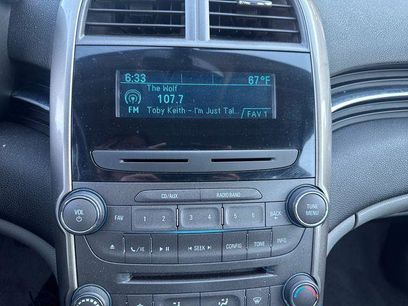 6:33 67°F
The Wolf
107.7
FM
Toby Keith - I'm Just Tal... FAV 1
CD/AUX RADIO BAND
VOL
FAV 1 2 3 4 5 6 BACK
TUNE
MENU
SEEK CONFIG TONE INFO